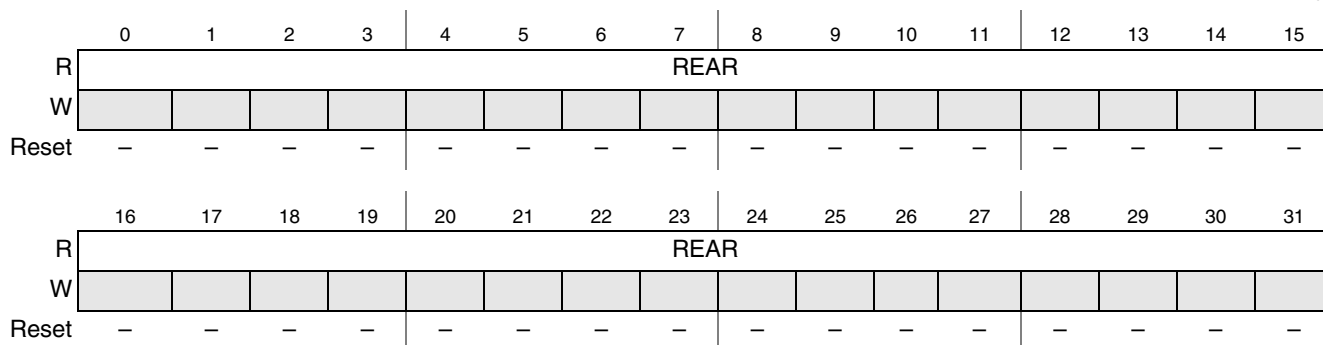 0 1 2 3 4 5 6 7 8 9 10 11 12 13 14 15
R REAR
W
Reset – – – – – – – – – – – – – – – –
16 17 18 19 20 21 22 23 24 25 26 27 28 29 30 31
R REAR
W
Reset – – – – – – – – – – – – – – – –